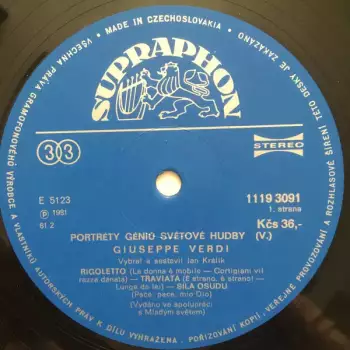 MADE IN CZECHOSLOVAKIA
VŠECHNA PRÁVA GRAMOFONOVÉHO VÝROBCE A VLASTNÍKŮ AUTORSKÝCH PRÁV K DÍLU VYHRAZENA. POŘIZOVÁNÍ KOPIÍ, VEŘEJNÉ PROVOZOVÁNÍ A ROZHLASOVÉ ŠÍŘENÍ TÉTO DESKY JE ZAKÁZÁNO
SUPRAPHON
33
STEREO
E 5123
℗ 1981
81 2
1119 3091
1. strana
Kčs 36,-
PORTRÉTY GÉNIŮ SVĚTOVÉ HUDBY (V.)
GIUSEPPE VERDI
Vybral a sestavil Jan Králík
RIGOLETTO (La donna è mobile – Cortigiani vil
razza danata) – TRAVIATA (È strano, è strano! –
Lunge da lei) – SÍLA OSUDU
(Pace, pace, mio Dio)
(Vydáno ve spolupráci
s Mladým světem)